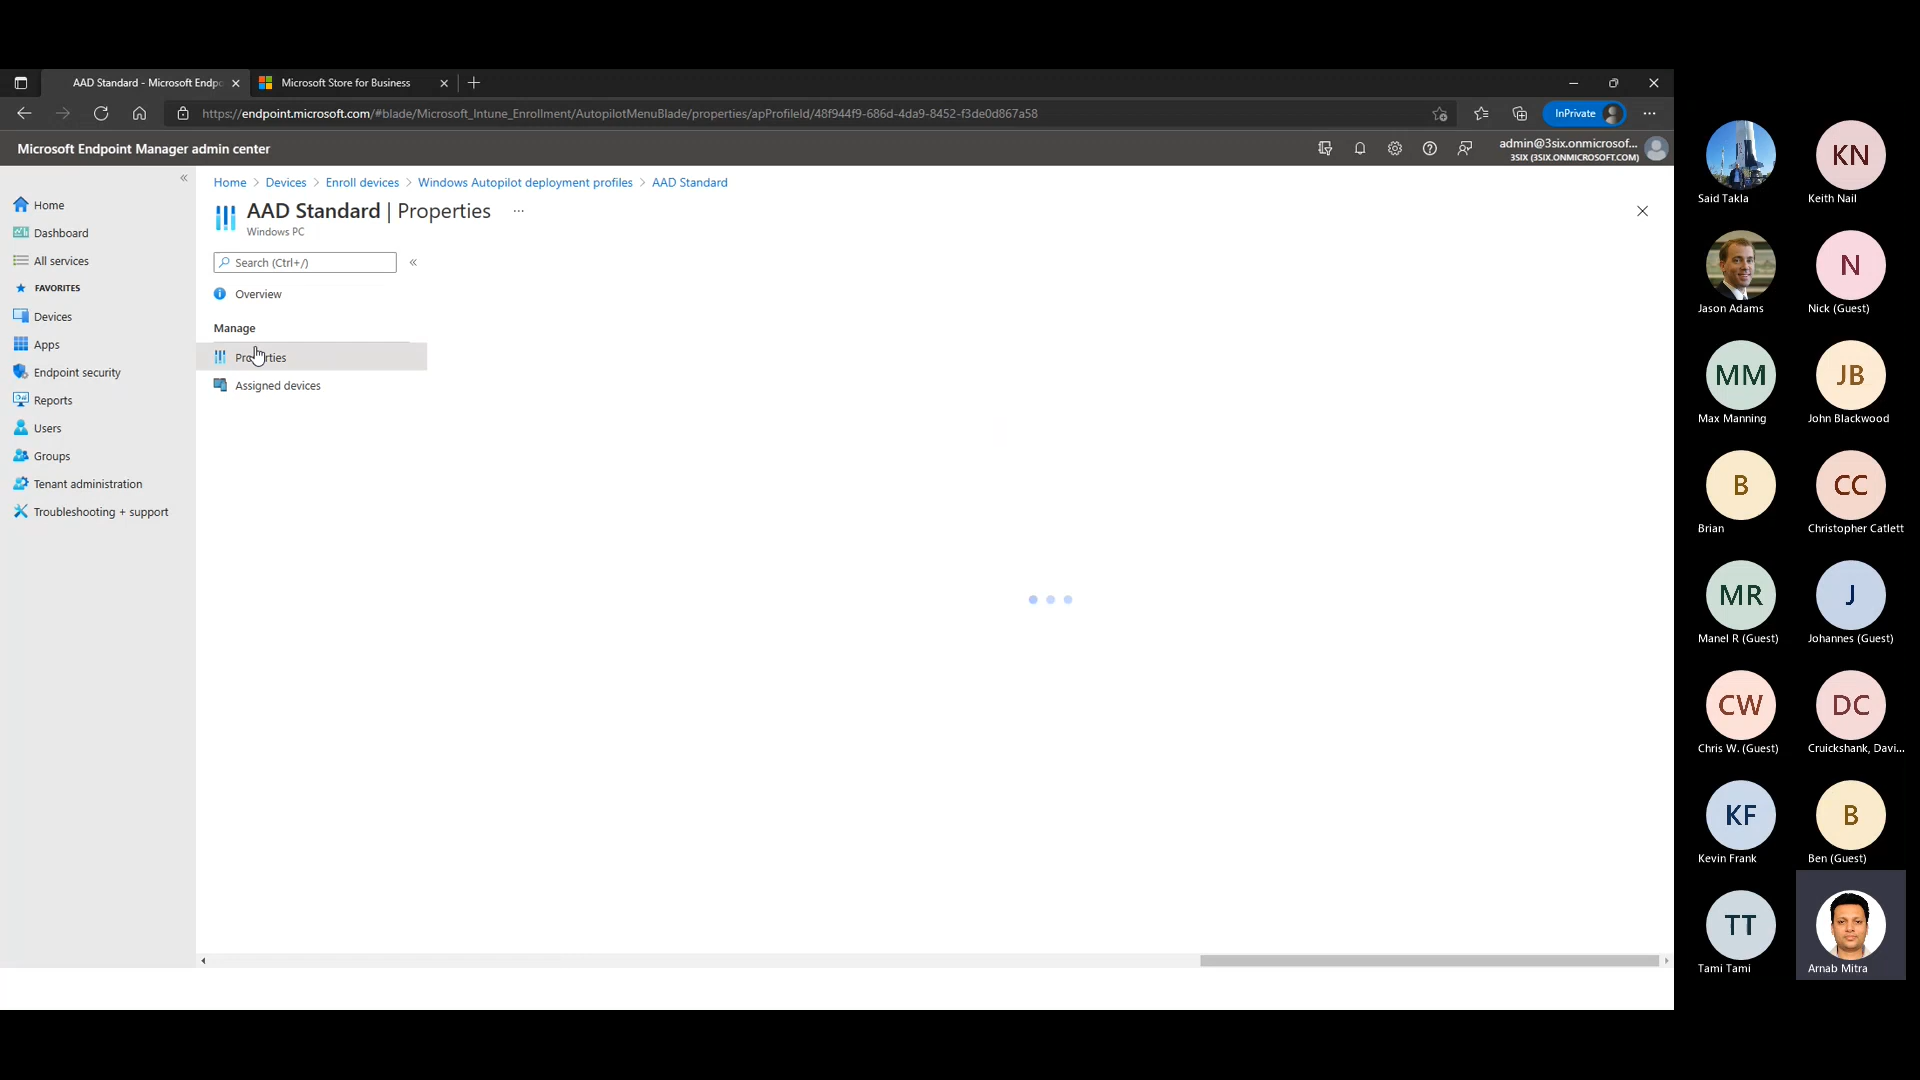 AAD Standard - Microsoft Endpo
Microsoft Store for Business
https://endpoint.microsoft.com/#blade/Microsoft_Intune_Enrollment/AutopilotMenuBlade/properties/apProfileId/48f944f9-686d-4da9-8452-f3de0d867a58
InPrivate
Microsoft Endpoint Manager admin center
admin@3six.onmicrosof...
3SIX (3SIX.ONMICROSOFT.COM)
Home
Dashboard
All services
FAVORITES
Devices
Apps
Endpoint security
Reports
Users
Groups
Tenant administration
Troubleshooting + support
Home > Devices > Enroll devices > Windows Autopilot deployment profiles > AAD Standard
AAD Standard | Properties ...
Windows PC
Search (Ctrl+/)
Overview
Manage
Properties
Assigned devices
Said Takla
KN
Keith Nail
Jason Adams
N
Nick (Guest)
MM
Max Manning
JB
John Blackwood
B
Brian
CC
Christopher Catlett
MR
Manel R (Guest)
J
Johannes (Guest)
CW
Chris W. (Guest)
DC
Cruickshank, Davi...
KF
Kevin Frank
B
Ben (Guest)
TT
Tami Tami
Arnab Mitra